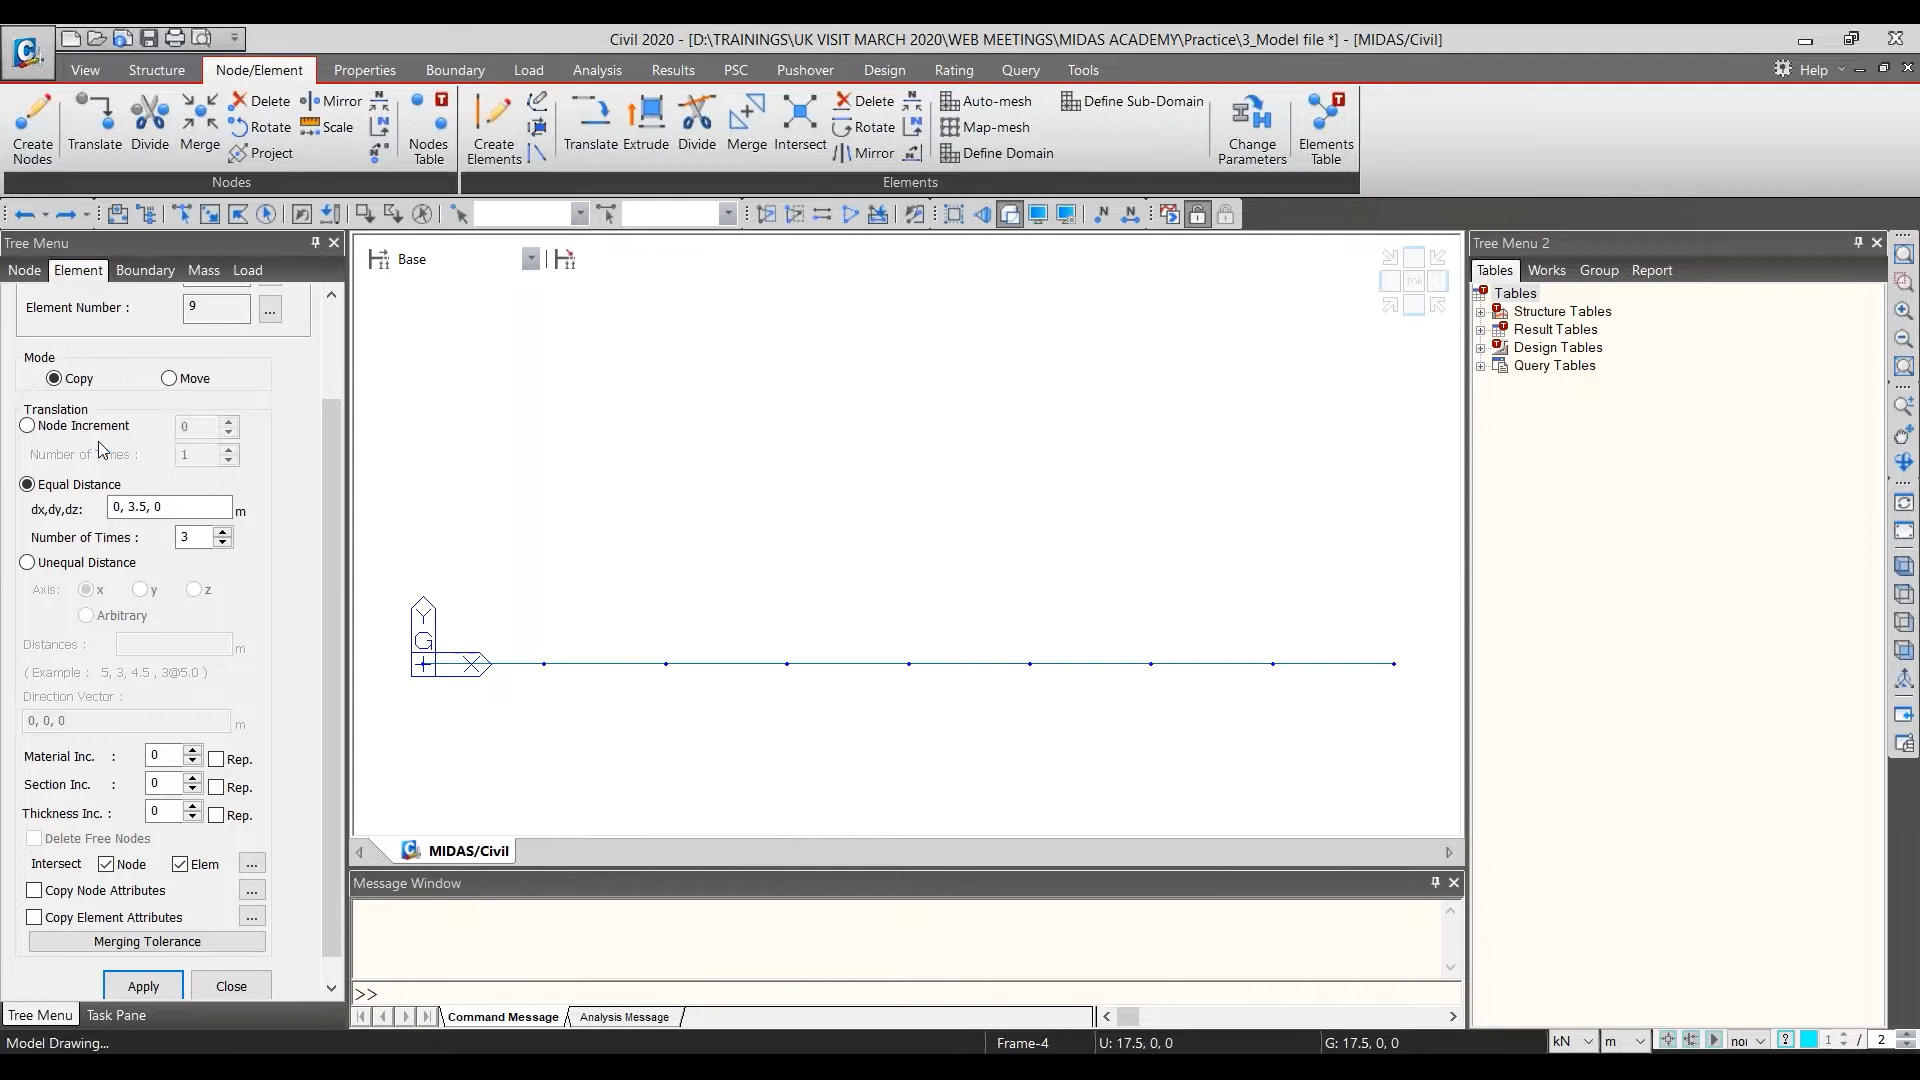 Civil 2020 - [D:\TRAININGS\UK VISIT MARCH 2020\WEB MEETINGS\MIDAS ACADEMY\Practice\3_Model file *] - [MIDAS/Civil]
View Structure Node/Element Properties Boundary Load Analysis Results PSC Pushover Design Rating Query Tools Help
Create Nodes
Translate
Divide
Merge
Delete
Rotate
Project
Mirror
Scale
Nodes Table
Nodes
Create Elements
Translate
Extrude
Divide
Merge
Intersect
Delete
Rotate
Mirror
Auto-mesh
Map-mesh
Define Domain
Define Sub-Domain
Change Parameters
Elements Table
Elements
Tree Menu
Node Element Boundary Mass Load
Element Number : 9 ...
Mode
Copy Move
Translation
Node Increment 0
Number of Times : 1
Equal Distance
dx,dy,dz: 0, 3.5, 0 m
Number of Times : 3
Unequal Distance
Axis: x y z
Arbitrary
Distances : m
( Example : 5, 3, 4.5 , 3@5.0 )
Direction Vector :
0, 0, 0 m
Material Inc. : 0 Rep.
Section Inc. : 0 Rep.
Thickness Inc. : 0 Rep.
Delete Free Nodes
Intersect Node Elem ...
Copy Node Attributes ...
Copy Element Attributes ...
Merging Tolerance
Apply Close
Tree Menu Task Pane
Base
TOP
Y
G
X
MIDAS/Civil
Message Window
>>
Command Message Analysis Message
Tree Menu 2
Tables Works Group Report
Tables
Structure Tables
Result Tables
Design Tables
Query Tables
Model Drawing... Frame-4 U: 17.5, 0, 0 G: 17.5, 0, 0 kN m 1 / 2